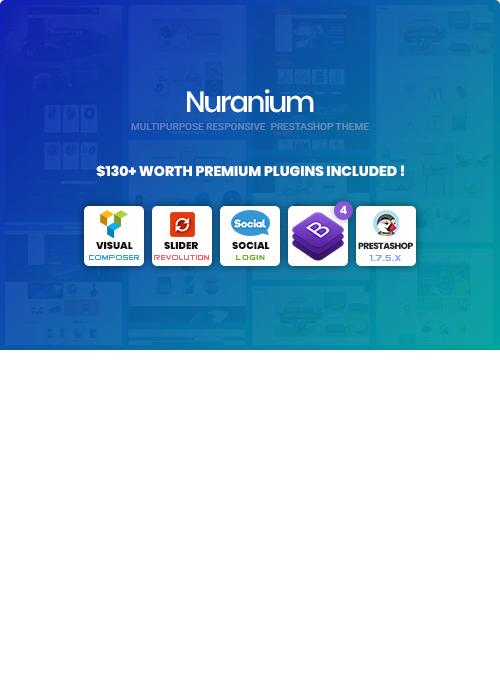 Nuranium
MULTIPURPOSE RESPONSIVE PRESTASHOP THEME
$130+ WORTH PREMIUM PLUGINS INCLUDED !
VISUAL
COMPOSER
SLIDER
REVOLUTION
Social
SOCIAL
LOGIN
B
4
PRESTASHOP
1.7.5.X